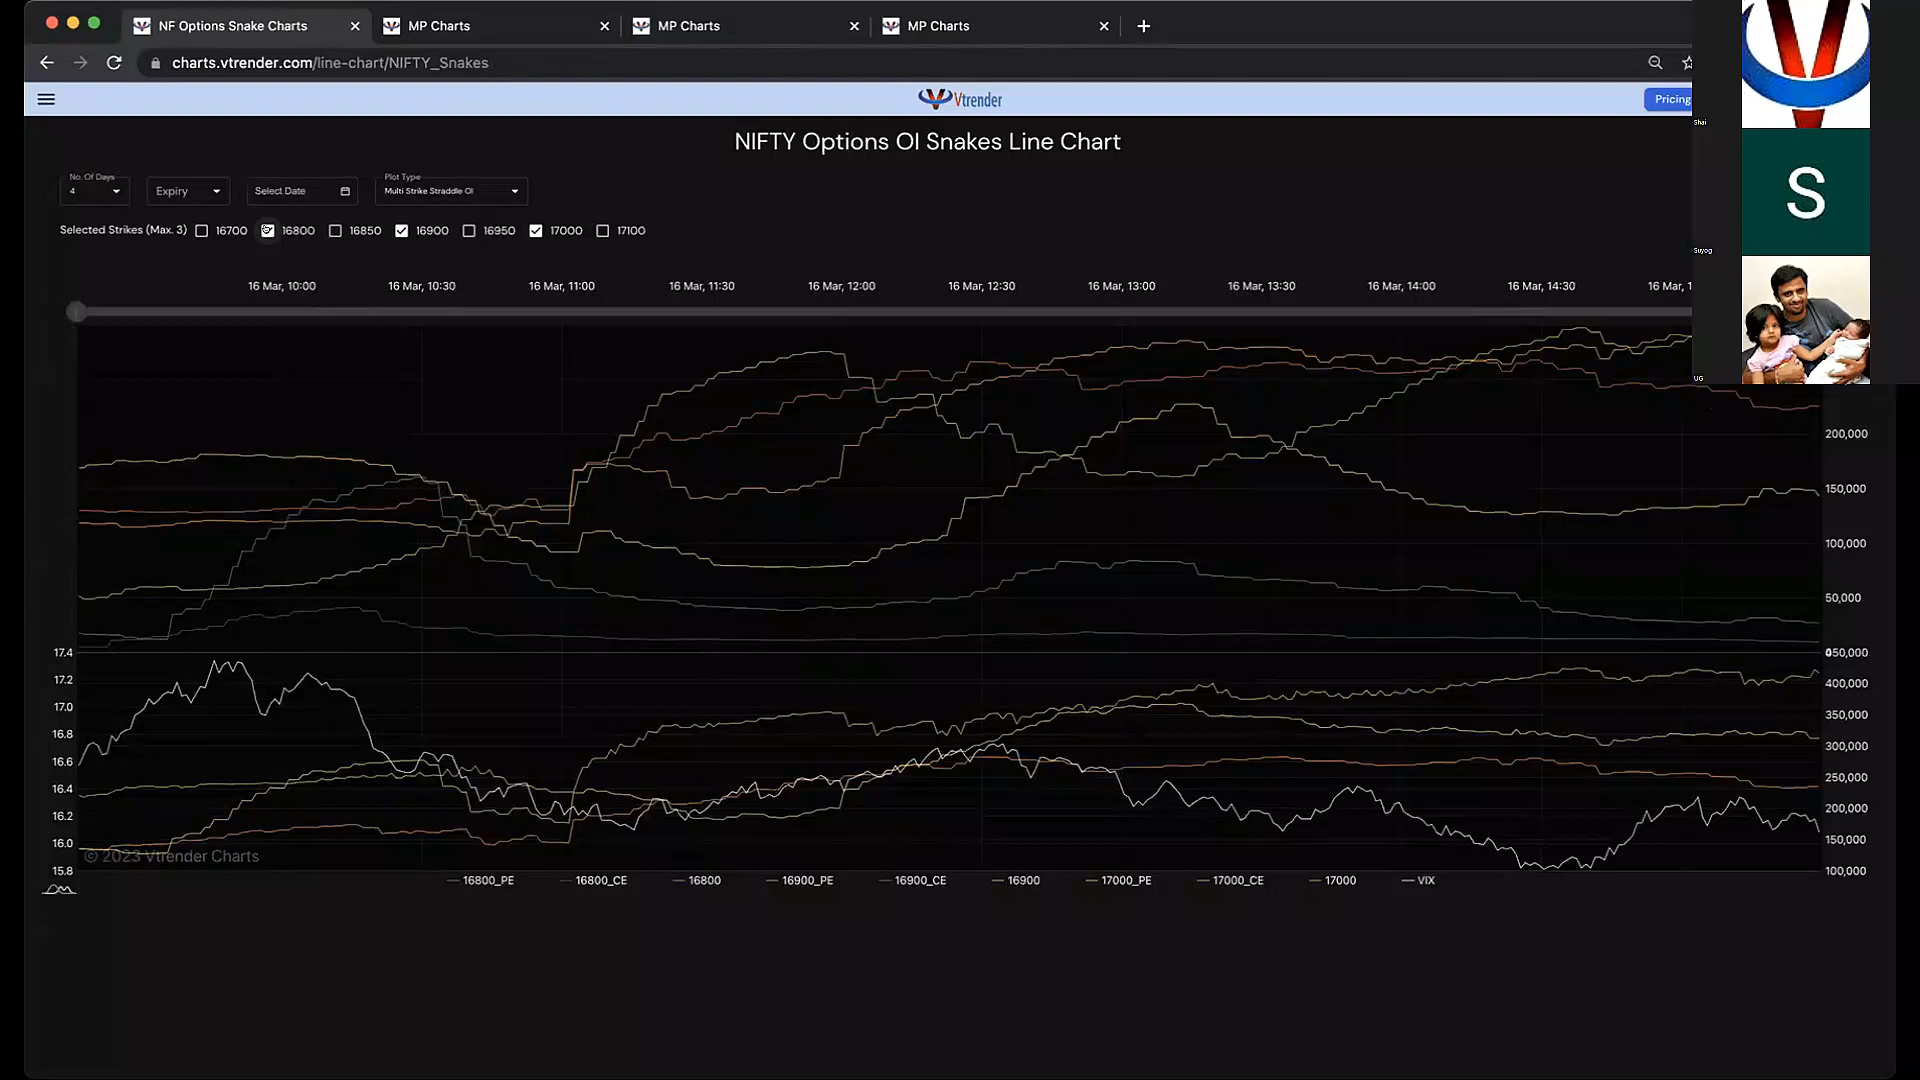 NF Options Snake Charts
MP Charts
MP Charts
MP Charts
charts.vtrender.com/line-chart/NIFTY_Snakes
Vtrender
Pricing
NIFTY Options OI Snakes Line Chart
No. Of Days
4
Expiry
Select Date
Plot Type
Multi Strike Straddle OI
Selected Strikes (Max. 3) 16700 16800 16850 16900 16950 17000 17100
16 Mar, 10:00 16 Mar, 10:30 16 Mar, 11:00 16 Mar, 11:30 16 Mar, 12:00 16 Mar, 12:30 16 Mar, 13:00 16 Mar, 13:30 16 Mar, 14:00 16 Mar, 14:30 16 Mar, 1
200,000
150,000
100,000
50,000
17.4
17.2
17.0
16.8
16.6
16.4
16.2
16.0
15.8
400,000
350,000
300,000
250,000
200,000
150,000
100,000
© 2023 Vtrender Charts
16800_PE 16800_CE 16800 16900_PE 16900_CE 16900 17000_PE 17000_CE 17000 VIX
V
Shai
S
Suyog
UG